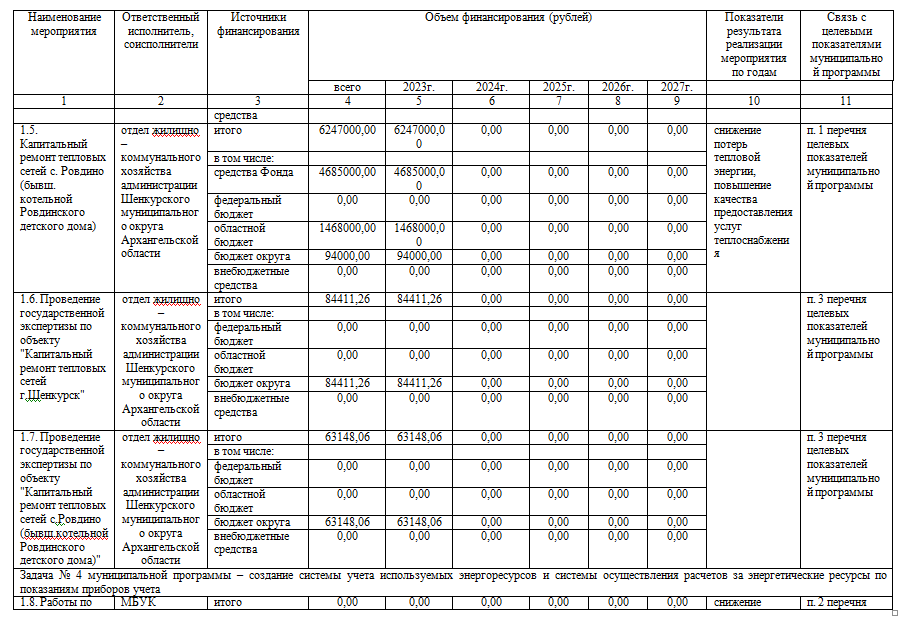 Наименование мероприятия | Ответственный исполнитель, соисполнители | Источники финансирования | Объем финансирования (рублей) | Показатели результата реализации мероприятия по годам | Связь с целевыми показателями муниципально й программы
всего | 2023г. | 2024г. | 2025г. | 2026г. | 2027г.
1 | 2 | 3 | 4 | 5 | 6 | 7 | 8 | 9 | 10 | 11
средства
1.5. Капитальный ремонт тепловых сетей с. Ровдино (бывш. котельной Ровдинского детского дома) | отдел жилищно – коммунального хозяйства администрации Шенкурского муниципальног о округа Архангельской области | итого | 6247000,00 | 6247000,0 0 | 0,00 | 0,00 | 0,00 | 0,00 | снижение потерь тепловой энергии, повышение качества предоставления услуг теплоснабжени я | п. 1 перечня целевых показателей муниципально й программы
в том числе:
средства Фонда | 4685000,00 | 4685000,0 0 | 0,00 | 0,00 | 0,00 | 0,00
федеральный бюджет | 0,00 | 0,00 | 0,00 | 0,00 | 0,00 | 0,00
областной бюджет | 1468000,00 | 1468000,0 0 | 0,00 | 0,00 | 0,00 | 0,00
бюджет округа | 94000,00 | 94000,00 | 0,00 | 0,00 | 0,00 | 0,00
внебюджетные средства | 0,00 | 0,00 | 0,00 | 0,00 | 0,00 | 0,00
1.6. Проведение государственной экспертизы по объекту "Капитальный ремонт тепловых сетей г.Шенкурск" | отдел жилищно – коммунального хозяйства администрации Шенкурского муниципальног о округа Архангельской области | итого | 84411,26 | 84411,26 | 0,00 | 0,00 | 0,00 | 0,00 | п. 3 перечня целевых показателей муниципально й программы
в том числе:
федеральный бюджет | 0,00 | 0,00 | 0,00 | 0,00 | 0,00 | 0,00
областной бюджет | 0,00 | 0,00 | 0,00 | 0,00 | 0,00 | 0,00
бюджет округа | 84411,26 | 84411,26 | 0,00 | 0,00 | 0,00 | 0,00
внебюджетные средства | 0,00 | 0,00 | 0,00 | 0,00 | 0,00 | 0,00
1.7. Проведение государственной экспертизы по объекту "Капитальный ремонт тепловых сетей с.Ровдино (бывш.котельной Ровдинского детского дома)" | отдел жилищно – коммунального хозяйства администрации Шенкурского муниципальног о округа Архангельской области | итого | 63148,06 | 63148,06 | 0,00 | 0,00 | 0,00 | 0,00 | п. 3 перечня целевых показателей муниципально й программы
в том числе:
федеральный бюджет | 0,00 | 0,00 | 0,00 | 0,00 | 0,00 | 0,00
областной бюджет | 0,00 | 0,00 | 0,00 | 0,00 | 0,00 | 0,00
бюджет округа | 63148,06 | 63148,06 | 0,00 | 0,00 | 0,00 | 0,00
внебюджетные средства | 0,00 | 0,00 | 0,00 | 0,00 | 0,00 | 0,00
Задача № 4 муниципальной программы – создание системы учета используемых энергоресурсов и системы осуществления расчетов за энергетические ресурсы по
показаниям приборов учета
1.8. Работы по | МБУК | итого | 0,00 | 0,00 | 0,00 | 0,00 | 0,00 | 0,00 | снижение | п. 2 перечня